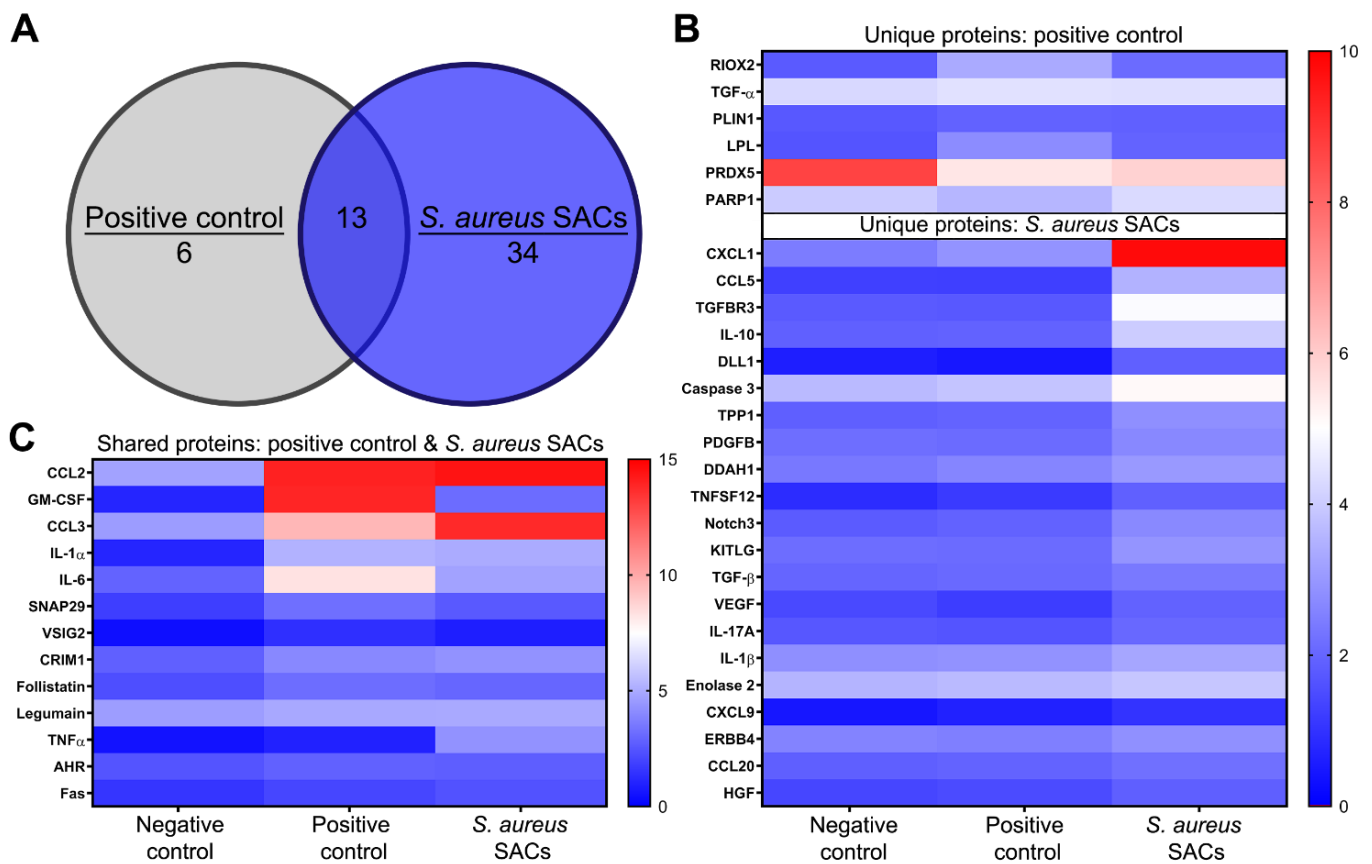 A
Positive control
6
13
S. aureus SACs
34
B
Unique proteins: positive control
RIOX2
TGF-α
PLIN1
LPL
PRDX5
PARP1
Unique proteins: S. aureus SACs
CXCL1
CCL5
TGFBR3
IL-10
DLL1
Caspase 3
TPP1
PDGFB
DDAH1
TNFSF12
Notch3
KITLG
TGF-β
VEGF
IL-17A
IL-1β
Enolase 2
CXCL9
ERBB4
CCL20
HGF
Negative
control
Positive
control
S. aureus
SACs
10
8
6
4
2
0
C
Shared proteins: positive control & S. aureus SACs
CCL2
GM-CSF
CCL3
IL-1α
IL-6
SNAP29
VSIG2
CRIM1
Follistatin
Legumain
TNFα
AHR
Fas
Negative
control
Positive
control
S. aureus
SACs
15
10
5
0